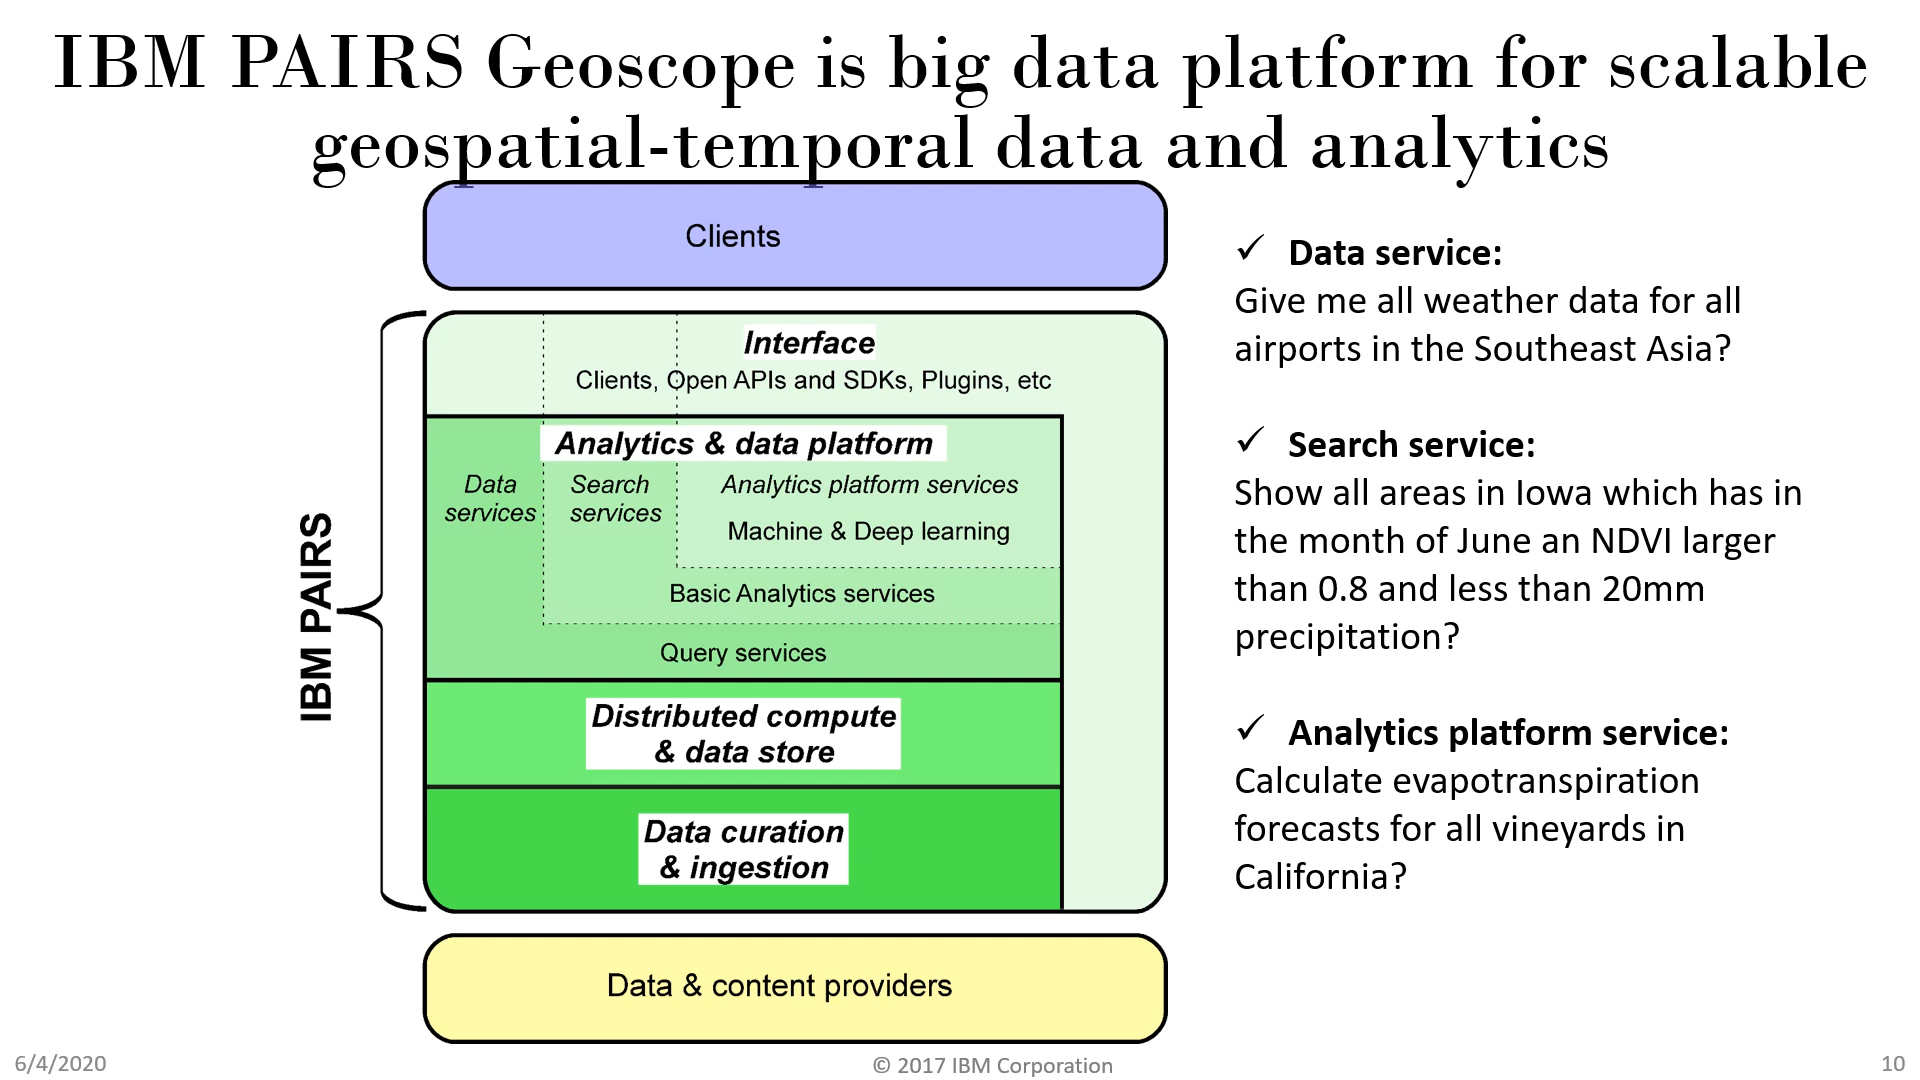 IBM PAIRS Geoscope is big data platform for scalable
geospatial-temporal data and analytics
Clients
IBM PAIRS
Interface
Clients, Open APIs and SDKs, Plugins, etc
Analytics & data platform
Data
services
Search
services
Analytics platform services
Machine & Deep learning
Basic Analytics services
Query services
Distributed compute
& data store
Data curation
& ingestion
Data & content providers
✓ Data service:
Give me all weather data for all
airports in the Southeast Asia?
✓ Search service:
Show all areas in Iowa which has in
the month of June an NDVI larger
than 0.8 and less than 20mm
precipitation?
✓ Analytics platform service:
Calculate evapotranspiration
forecasts for all vineyards in
California?
6/4/2020
© 2017 IBM Corporation
10